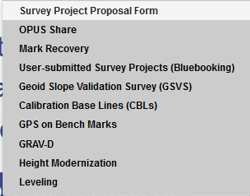 Survey Project Proposal Form
OPUS Share
Mark Recovery
User-submitted Survey Projects (Bluebooking)
Geoid Slope Validation Survey (GSVS)
Calibration Base Lines (CBLs)
GPS on Bench Marks
GRAV-D
Height Modernization
Leveling